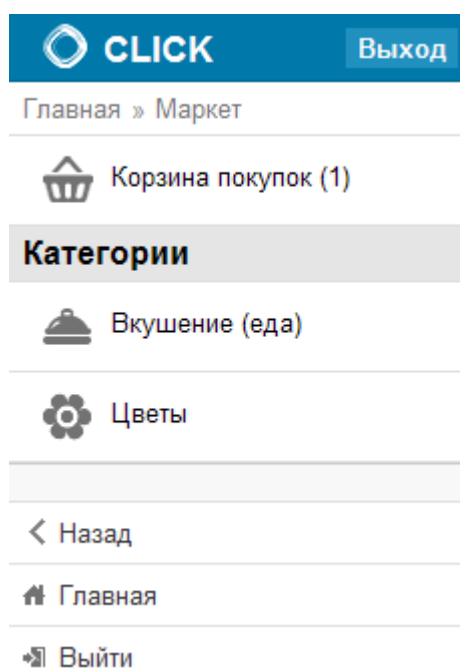 CLICK Выход
Главная » Маркет
Корзина покупок (1)
Категории
Вкушение (еда)
Цветы
Назад
Главная
Выйти